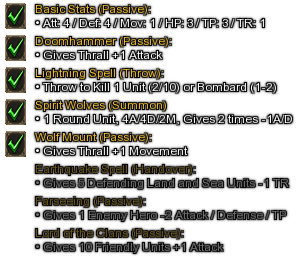 Basic Stats (Passive):
• Att: 4 / Def: 4 / Mov: 1 / HP: 3 / TP: 3 / TR: 1
Doomhammer (Passive):
• Gives Thrall +1 Attack
Lightning Spell (Throw):
• Throw to Kill 1 Unit (2/10) or Bombard (1-2)
Spirit Wolves (Summon)
• 1 Round Unit, 4A/4D/2M, Gives 2 times -1A/D
Wolf Mount (Passive):
• Gives Thrall +1 Movement
Earthquake Spell (Handover):
• Gives 5 Defending Land and Sea Units -1 TR
Farseeing (Passive):
• Gives 1 Enemy Hero -2 Attack / Defense / TP
Lord of the Clans (Passive):
• Gives 10 Friendly Units +1 Attack